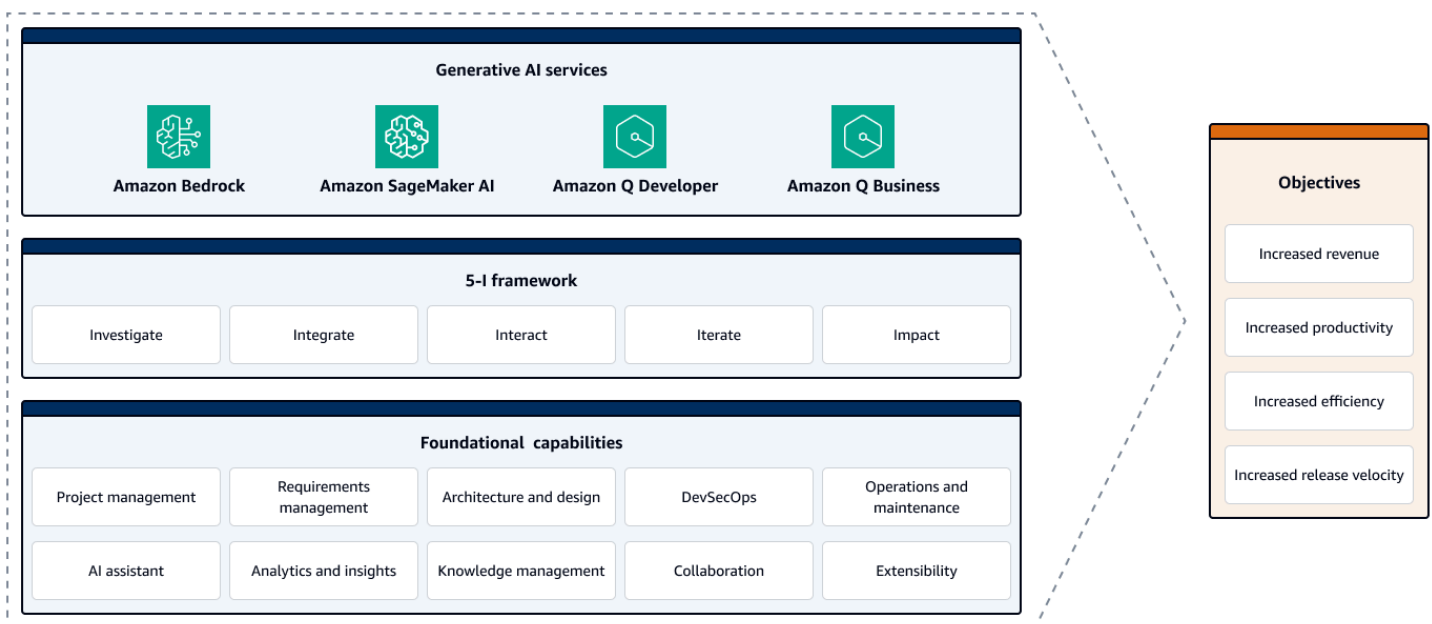 Generative AI services
Amazon Bedrock
Amazon SageMaker AI
Amazon Q Developer
Amazon Q Business
5-I framework
Investigate
Integrate
Interact
Iterate
Impact
Foundational capabilities
Project management
Requirements
management
Architecture and design
DevSecOps
Operations and
maintenance
AI assistant
Analytics and insights
Knowledge management
Collaboration
Extensibility
Objectives
Increased revenue
Increased productivity
Increased efficiency
Increased release velocity